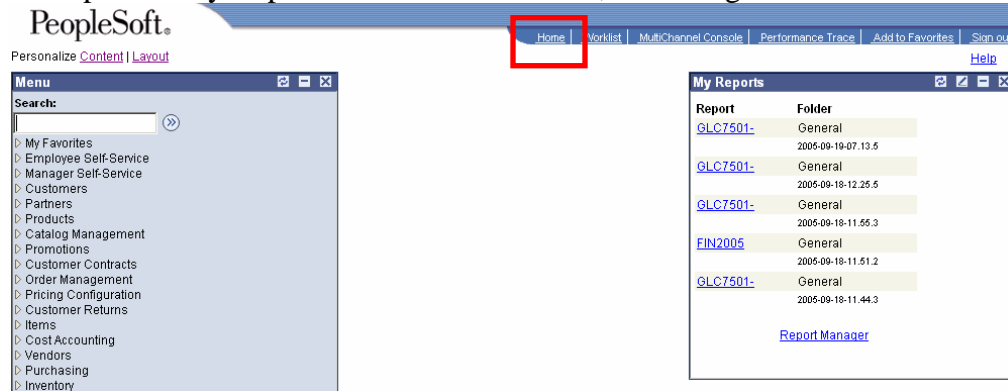 PeopleSoft®
Home | Worklist | MultiChannel Console | Performance Trace | Add to Favorites | Sign ou
Personalize Content | Layout
Help
Menu
Search:
My Favorites
Employee Self-Service
Manager Self-Service
Customers
Partners
Products
Catalog Management
Promotions
Customer Contracts
Order Management
Pricing Configuration
Customer Returns
Items
Cost Accounting
Vendors
Purchasing
Inventory
My Reports
Report Folder
GLC7501- General
2005-09-19-07.13.5
GLC7501- General
2005-09-18-12.25.5
GLC7501- General
2005-09-18-11.55.3
FIN2005 General
2005-09-18-11.51.2
GLC7501- General
2005-09-18-11.44.3
Report Manager